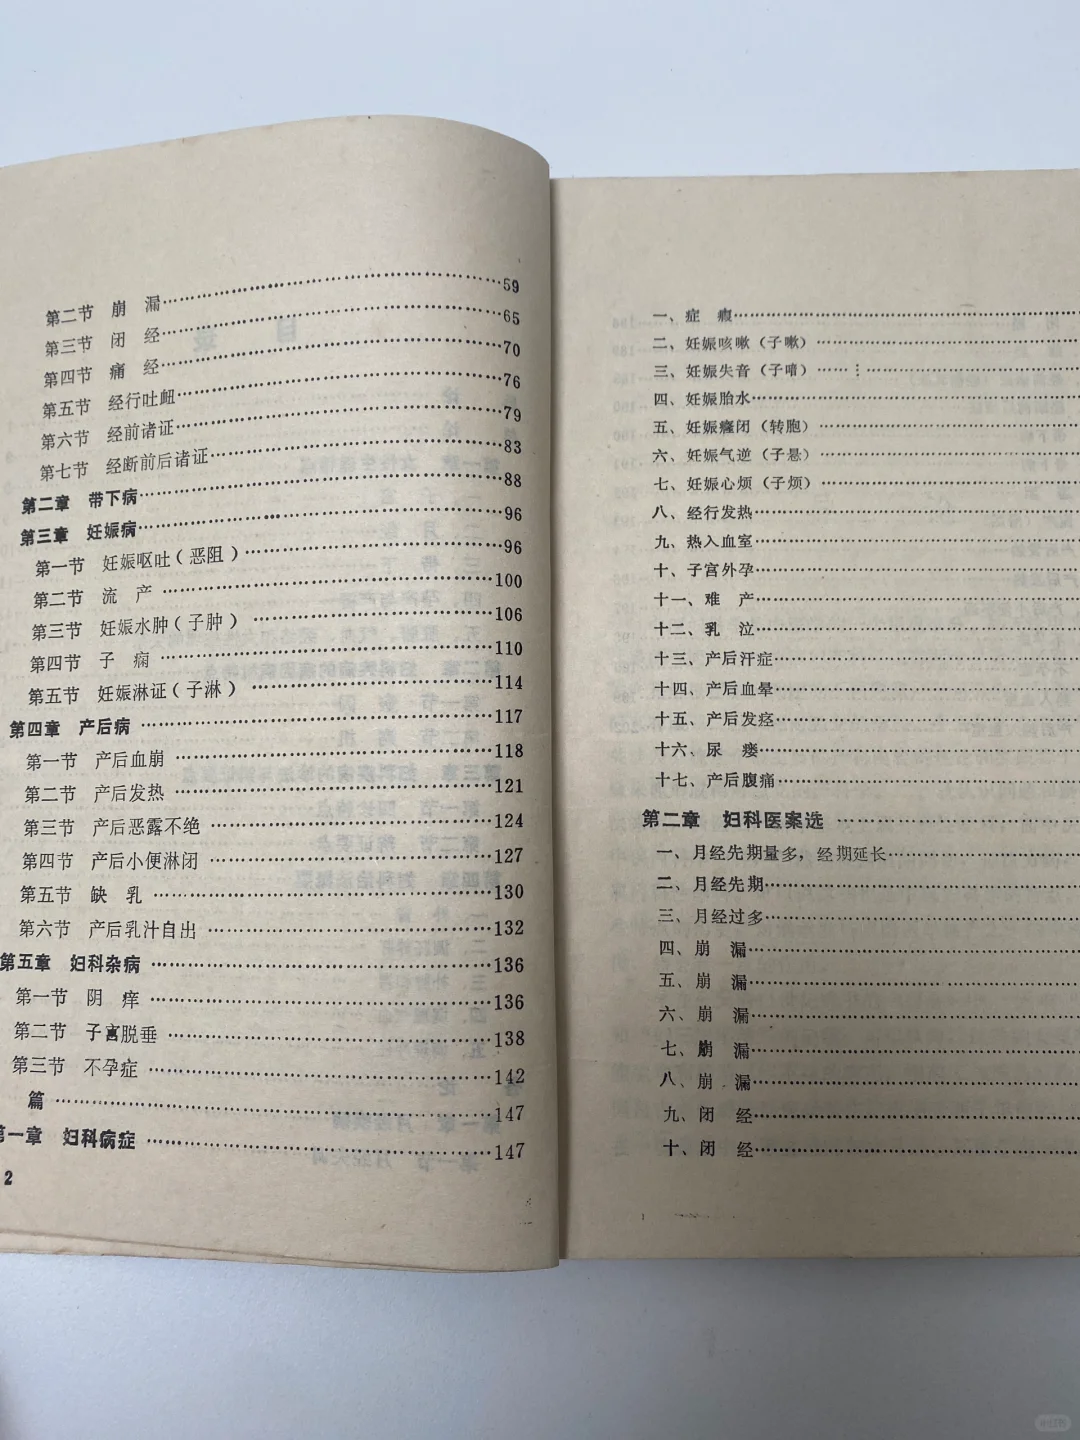 第二节 崩 漏……59
第三节 闭 经……65
第四节 痛 经……70
第五节 经行吐衄……76
第六节 经前诸证……79
第七节 经断前后诸证……83
第二章 带下病……88
第三章 妊娠病……96
第一节 妊娠呕吐(恶阻)……96
第二节 流 产……100
第三节 妊娠水肿(子肿)……106
第四节 子 痫……110
第五节 妊娠淋证(子淋)……114
第四章 产后病……117
第一节 产后血崩……118
第二节 产后发热……121
第三节 产后恶露不绝……124
第四节 产后小便淋闭……127
第五节 缺 乳……130
第六节 产后乳汁自出……132
第五章 妇科杂病……136
第一节 阴 痒……136
第二节 子宫脱垂……138
第三节 不孕症……142
篇……147
第一章 妇科病症……147
2
一、症 瘕……
二、妊娠咳嗽(子嗽)……
三、妊娠失音(子喑)……
四、妊娠胎水……
五、妊娠癃闭(转胞)……
六、妊娠气逆(子悬)……
七、妊娠心烦(子烦)……
八、经行发热……
九、热入血室……
十、子宫外孕……
十一、难 产……
十二、乳 泣……
十三、产后汗症……
十四、产后血晕……
十五、产后发痉……
十六、尿 瘘……
十七、产后腹痛……
第二章 妇科医案选……
一、月经先期量多，经期延长……
二、月经先期……
三、月经过多……
四、崩 漏……
五、崩 漏……
六、崩 漏……
七、崩 漏……
八、崩 漏……
九、闭 经……
十、闭 经……